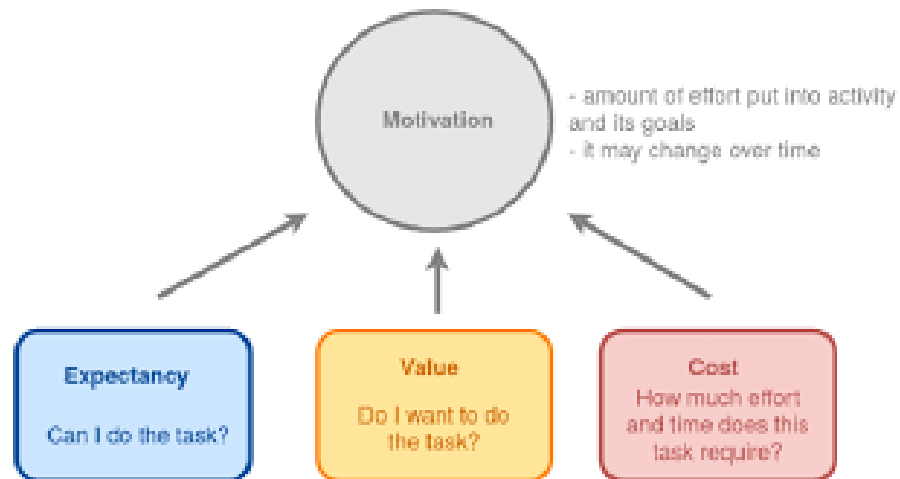 Motivation
- amount of effort put into activity
and its goals
- it may change over time
Expectancy
Can I do the task?
Value
Do I want to do
the task?
Cost
How much effort
and time does this
task require?